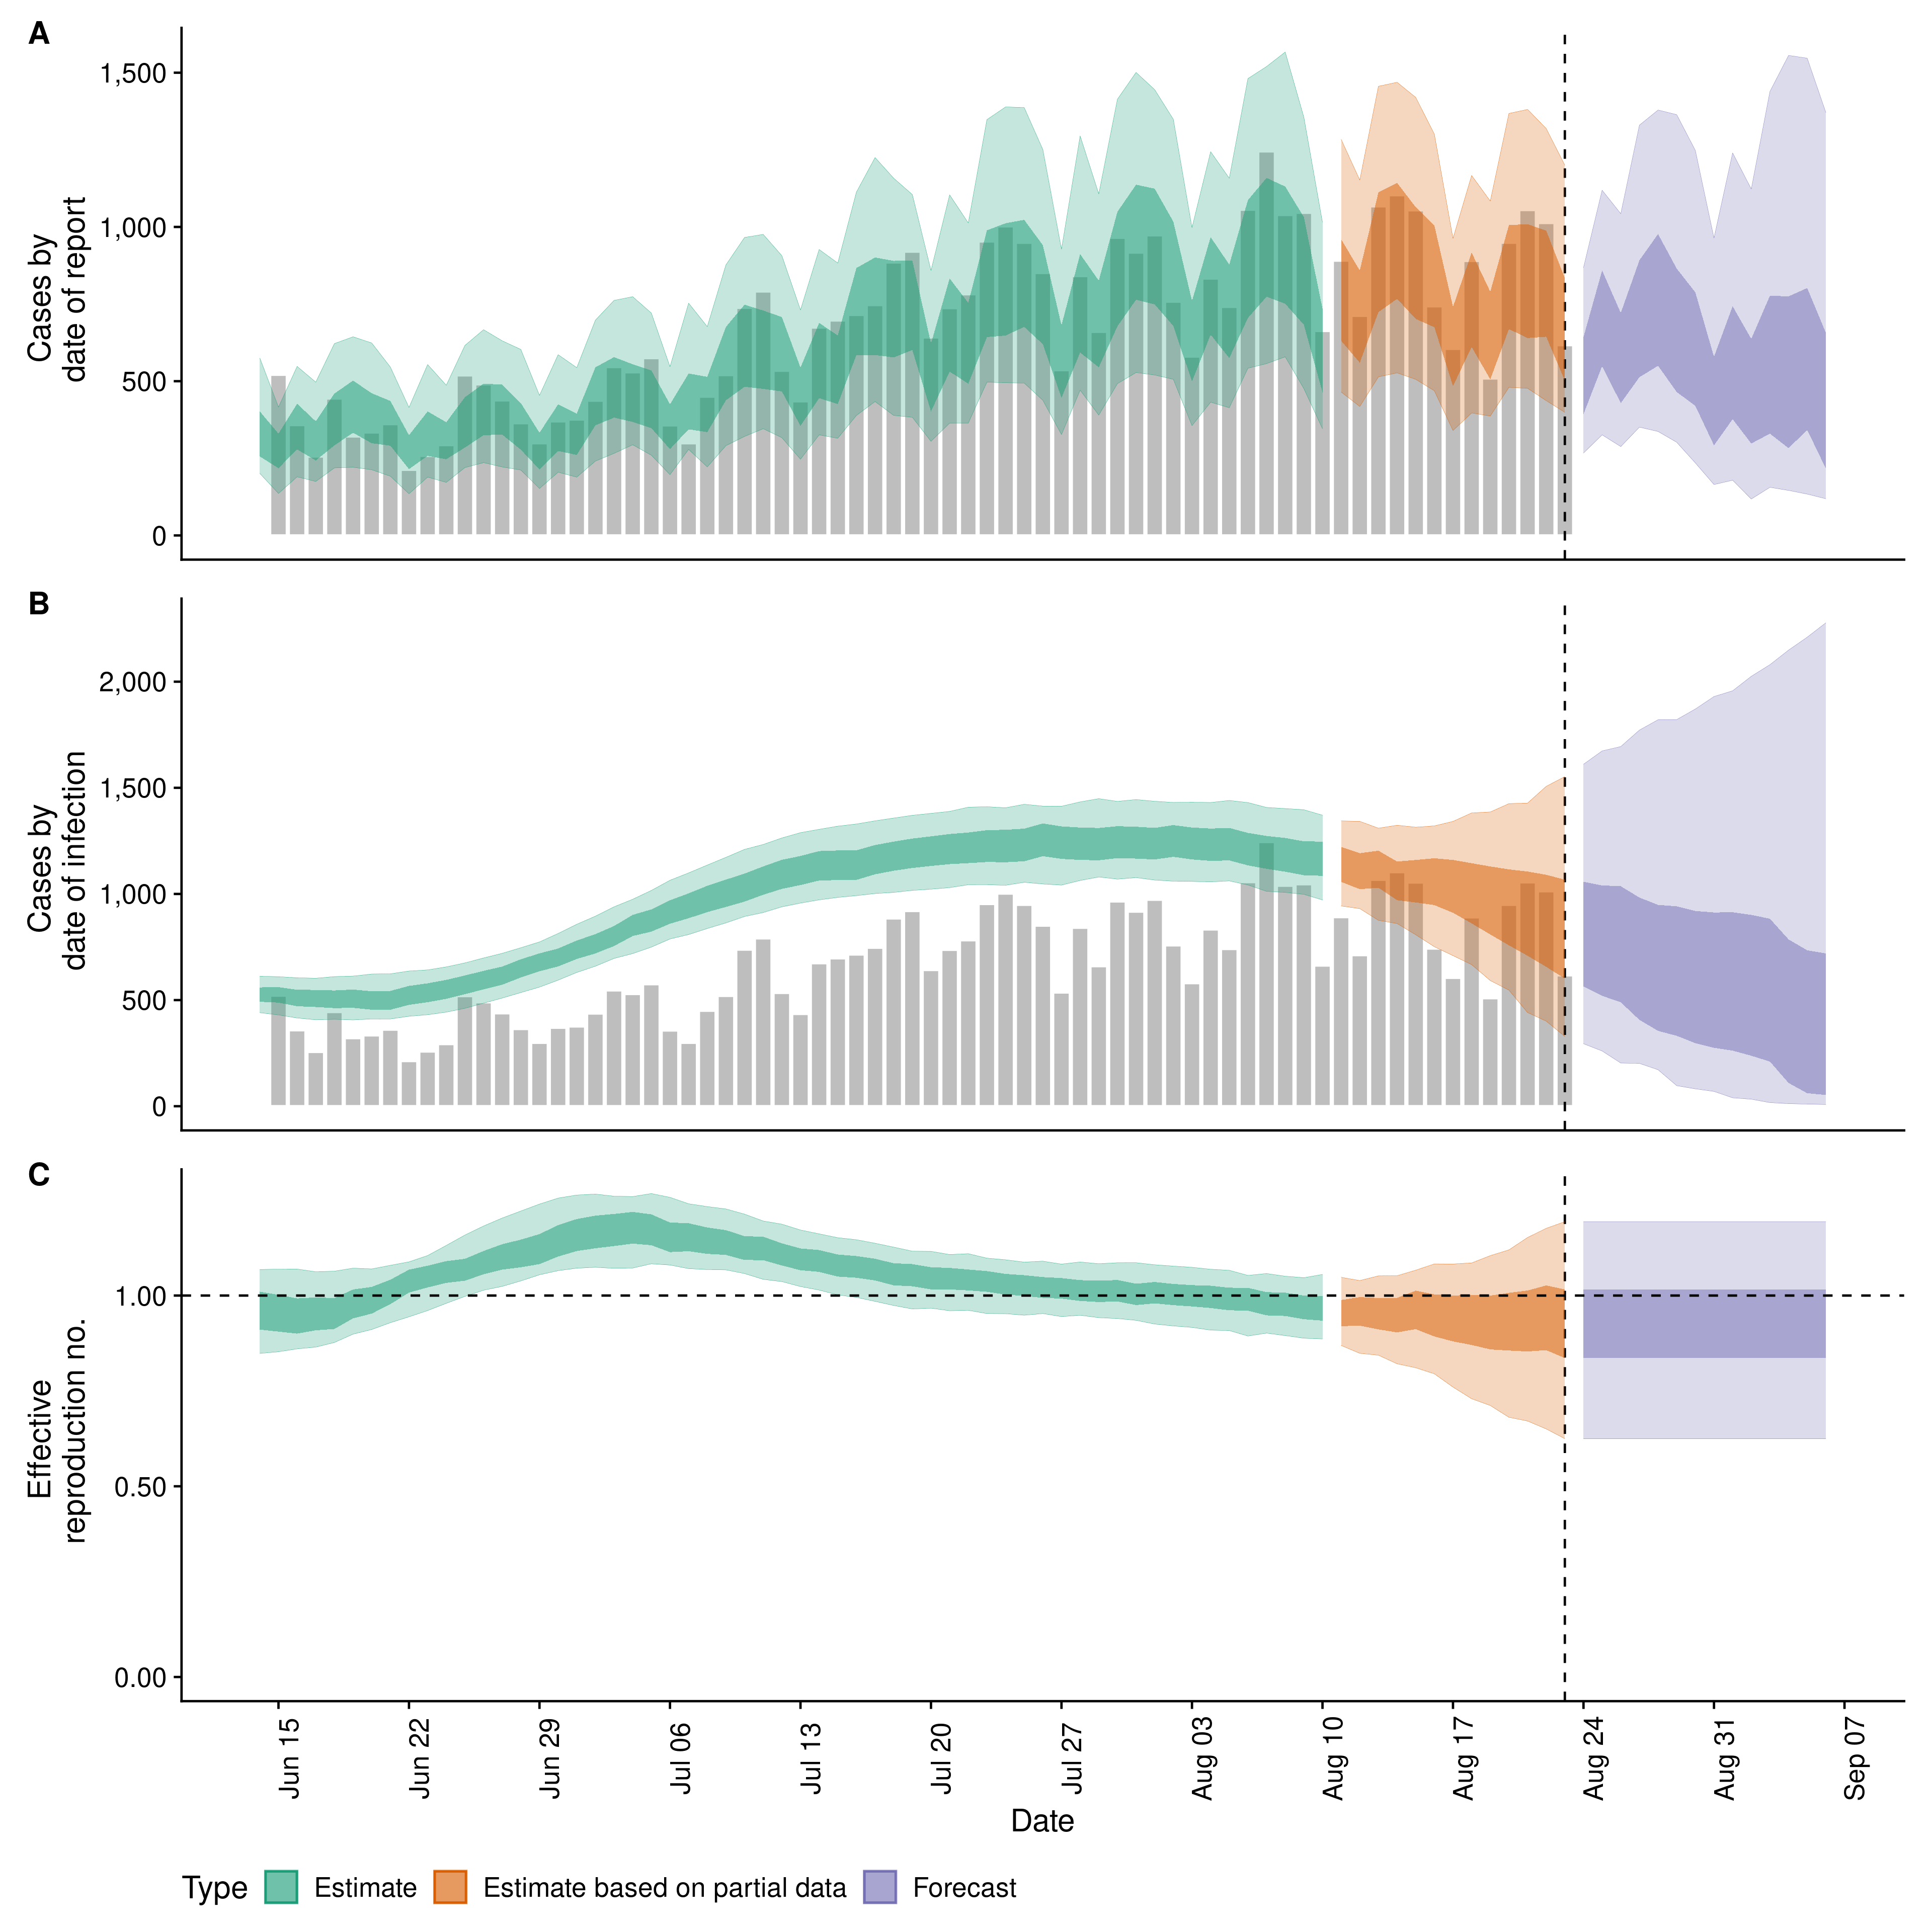 A
Cases by
date of report
1,500
1,000
500
0
B
Cases by
date of infection
2,000
1,500
1,000
500
0
C
Effective
reproduction no.
1.00
0.50
0.00
Jun 15
Jun 22
Jun 29
Jul 06
Jul 13
Jul 20
Jul 27
Aug 03
Aug 10
Aug 17
Aug 24
Aug 31
Sep 07
Date
Type Estimate Estimate based on partial data Forecast